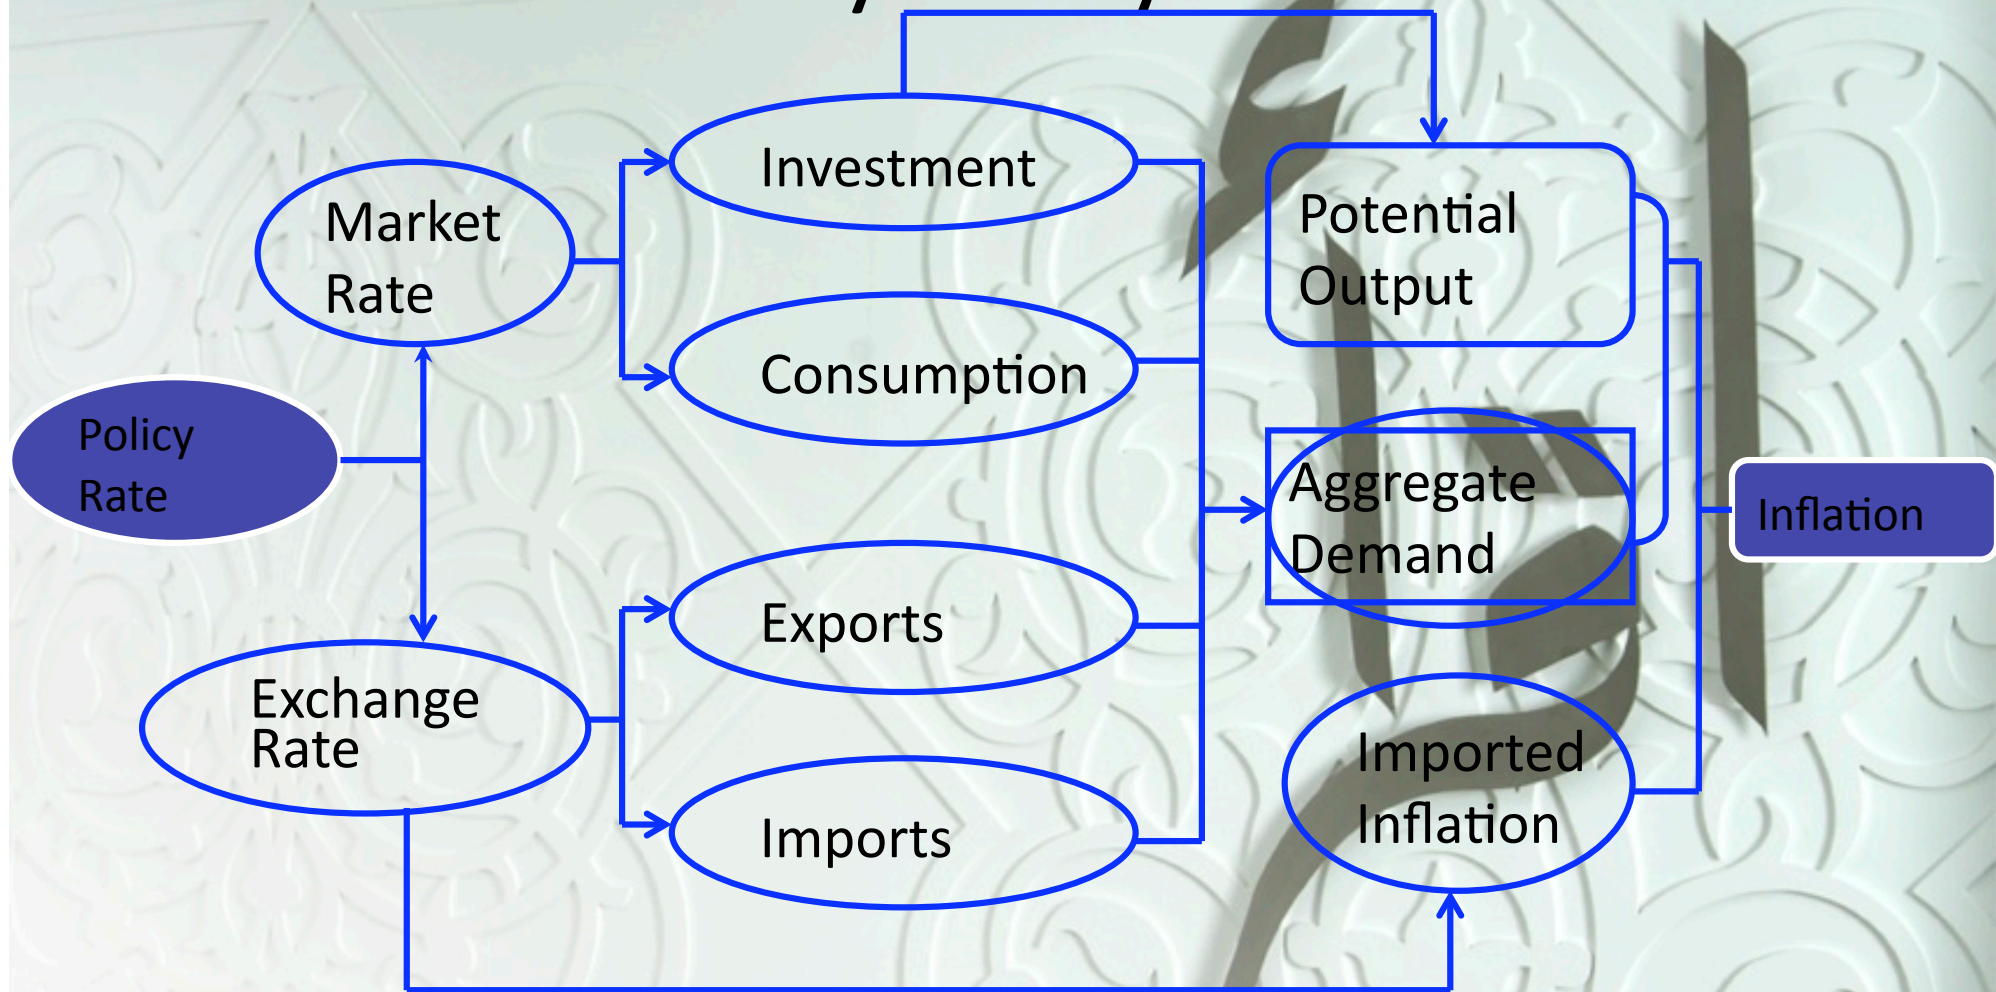 Investment
Market
Rate
Potential
Output
Consumption
Policy
Rate
Aggregate
Demand
Inflation
Exports
Exchange
Rate
Imported
Inflation
Imports